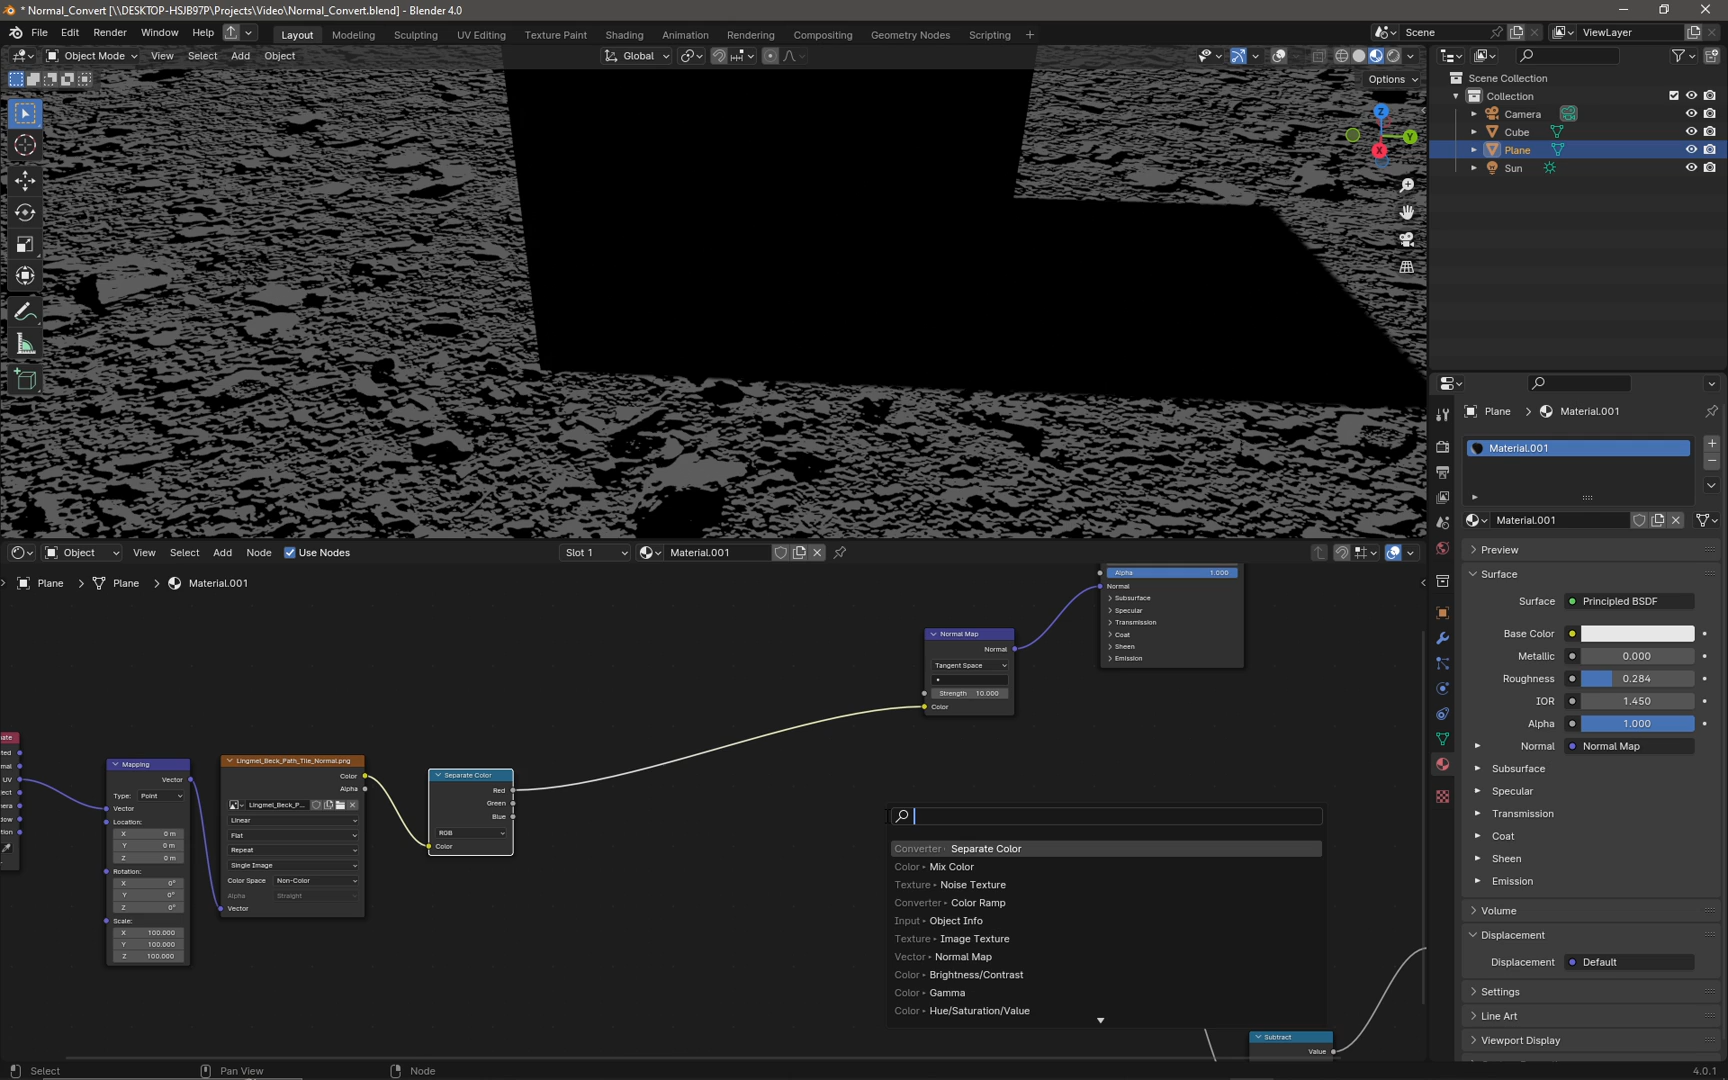 * Normal_Convert [\\DESKTOP-HSJB97P\Projects\Video\Normal_Convert.blend] - Blender 4.0
File Edit Render Window Help Layout Modeling Sculpting UV Editing Texture Paint Shading Animation Rendering Compositing Geometry Nodes Scripting + Scene ViewLayer
Object Mode View Select Add Object Global
Options
Scene Collection
Collection
Camera
Cube
Plane
Sun
Z
Y
X
Plane > Material.001
Material.001
Material.001
Preview
Surface
Surface Principled BSDF
Base Color
Metallic 0.000
Roughness 0.284
IOR 1.450
Alpha 1.000
Normal Normal Map
Subsurface
Specular
Transmission
Coat
Sheen
Emission
Volume
Displacement
Displacement Default
Settings
Line Art
Viewport Display
Object View Select Add Node Use Nodes Slot 1 Material.001
Plane > Plane > Material.001
Alpha 1.000
Normal
Subsurface
Specular
Transmission
Coat
Sheen
Emission
Normal Map
Normal
Tangent Space
Strength 10.000
Color
UV
Mapping
Vector
Type: Point
Vector
Location:
X 0 m
Y 0 m
Z 0 m
Rotation:
X 0°
Y 0°
Z 0°
Scale:
X 100.000
Y 100.000
Z 100.000
Lingmel_Beck_Path_Tile_Normal.png
Color
Alpha
Lingmel_Beck_P...
Linear
Flat
Repeat
Single Image
Color Space Non-Color
Alpha Straight
Vector
Separate Color
Red
Green
Blue
RGB
Color
Converter Separate Color
Color Mix Color
Texture Noise Texture
Converter Color Ramp
Input Object Info
Texture Image Texture
Vector Normal Map
Color Brightness/Contrast
Color Gamma
Color Hue/Saturation/Value
Subtract
Value
Select Pan View Node 4.0.1